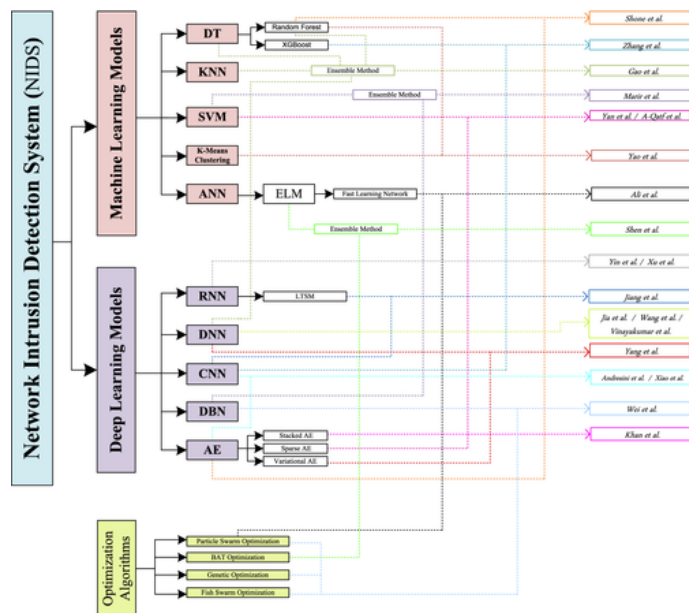 Network Intrusion Detection System (NIDS)
Machine Learning Models
DT
Random Forest
XGBoost
KNN
Ensemble Method
Ensemble Method
SVM
K-Means
Clustering
ANN
ELM
Fast Learning Network
Ensemble Method
Deep Learning Models
RNN
LTSM
DNN
CNN
DBN
AE
Stacked AE
Sparse AE
Variational AE
Optimization
Algorithms
Particle Swarm Optimization
BAT Optimization
Genetic Optimization
Fish Swarm Optimization
Shone et al.
Zhang et al.
Gao et al.
Marir et al.
Yan et al. / A-Qatf et al.
Yao et al.
Ali et al.
Shen et al.
Yin et al. / Xu et al.
Jiang et al.
Jia et al. / Wang et al. /
Vinayakumar et al.
Yang et al.
Andresini et al. / Xiao et al.
Wei et al.
Khan et al.